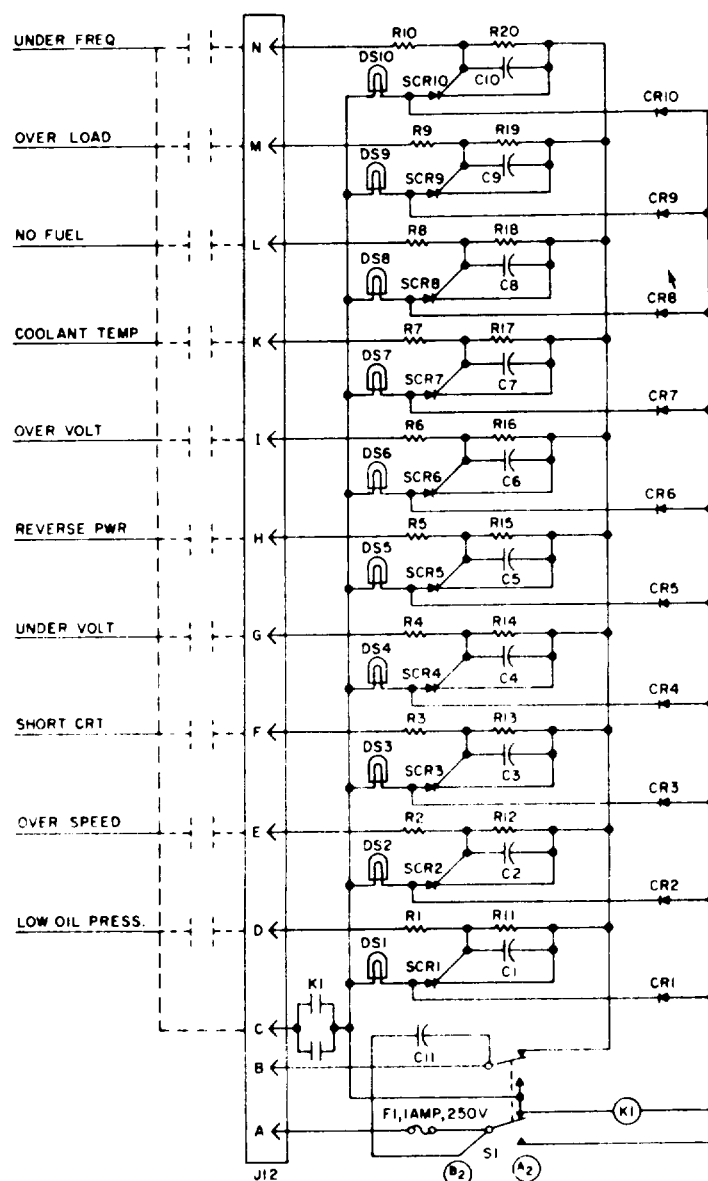 R10 R20
UNDER FREQ N
DS10 SCR10 C10
CR10
R9 R19
OVER LOAD M
DS9 SCR9 C9
CR9
R8 R18
NO FUEL L
DS8 SCR8 C8
CR8
R7 R17
COOLANT TEMP K
DS7 SCR7 C7
CR7
R6 R16
OVER VOLT I
DS6 SCR6 C6
CR6
R5 R15
REVERSE PWR H
DS5 SCR5 C5
CR5
R4 R14
UNDER VOLT G
DS4 SCR4 C4
CR4
R3 R13
SHORT CRT F
DS3 SCR3 C3
CR3
R2 R12
OVER SPEED E
DS2 SCR2 C2
CR2
R1 R11
LOW OIL PRESS. D
DS1 SCR1 C1
CR1
K1
C
C11
B
F1, 1AMP, 250V K1
A
S1
J12 B2 A2